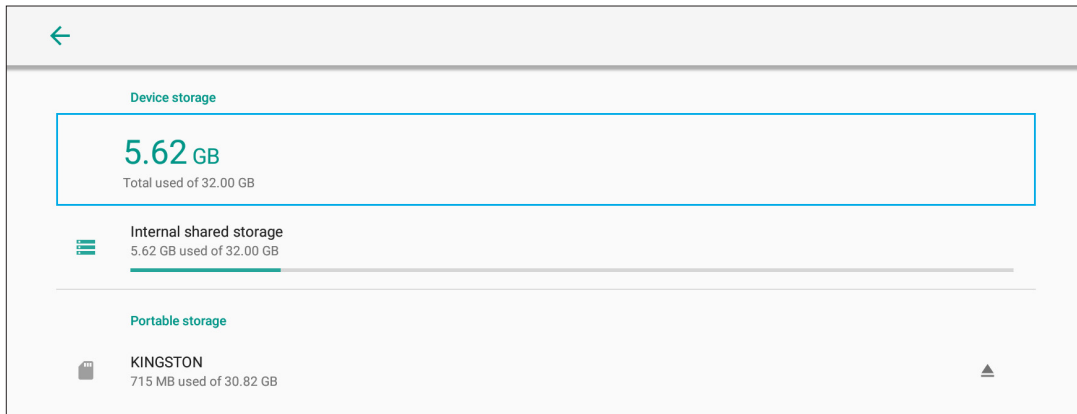 Device storage
5.62 GB
Total used of 32.00 GB
Internal shared storage
5.62 GB used of 32.00 GB
Portable storage
KINGSTON
715 MB used of 30.82 GB